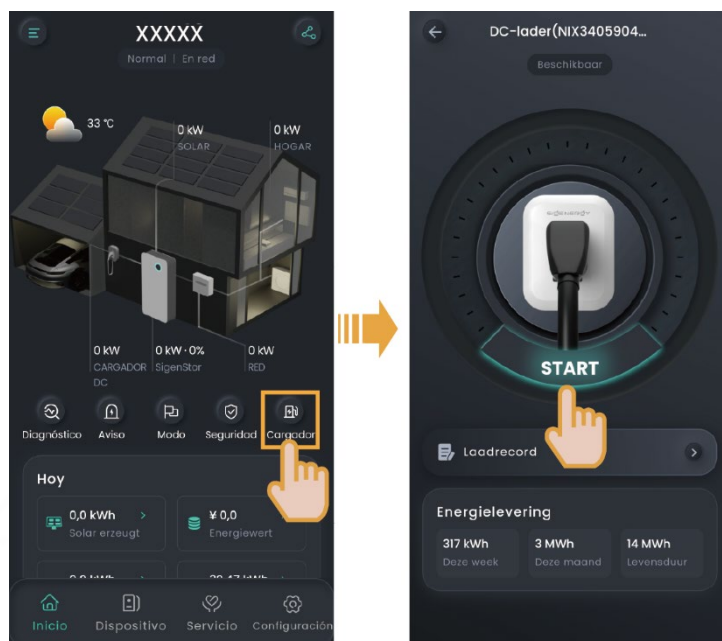 XXXXX
Normal | En red
33 °C
0 kW
SOLAR
0 kW
HOGAR
0 kW
CARGADOR
DC
0 kW · 0%
SigenStor
0 kW
RED
Diagnóstico
Aviso
Modo
Seguridad
Cargador
Hoy
0,0 kWh
Solar erzeugt
¥ 0,0
Energiewert
Inicio
Dispositivo
Servicio
Configuración
DC-lader(NIX3405904...
Beschikbaar
SIGENERGY
START
Laadrecord
Energielevering
317 kWh
Deze week
3 MWh
Deze maand
14 MWh
Levensduur